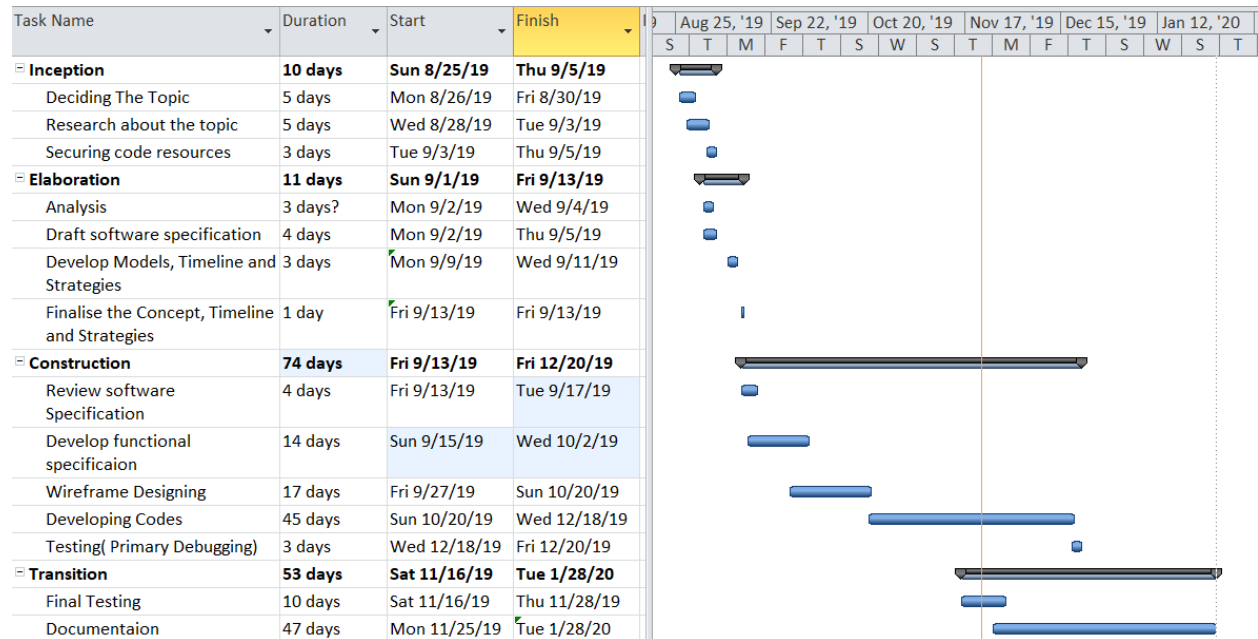 Task Name Duration Start Finish 9 Aug 25, '19 Sep 22, '19 Oct 20, '19 Nov 17, '19 Dec 15, '19 Jan 12, '20
S T M F T S W S T M F T S W S T
Inception 10 days Sun 8/25/19 Thu 9/5/19
Deciding The Topic 5 days Mon 8/26/19 Fri 8/30/19
Research about the topic 5 days Wed 8/28/19 Tue 9/3/19
Securing code resources 3 days Tue 9/3/19 Thu 9/5/19
Elaboration 11 days Sun 9/1/19 Fri 9/13/19
Analysis 3 days? Mon 9/2/19 Wed 9/4/19
Draft software specification 4 days Mon 9/2/19 Thu 9/5/19
Develop Models, Timeline and 3 days Mon 9/9/19 Wed 9/11/19
Strategies
Finalise the Concept, Timeline 1 day Fri 9/13/19 Fri 9/13/19
and Strategies
Construction 74 days Fri 9/13/19 Fri 12/20/19
Review software 4 days Fri 9/13/19 Tue 9/17/19
Specification
Develop functional 14 days Sun 9/15/19 Wed 10/2/19
specificaion
Wireframe Designing 17 days Fri 9/27/19 Sun 10/20/19
Developing Codes 45 days Sun 10/20/19 Wed 12/18/19
Testing( Primary Debugging) 3 days Wed 12/18/19 Fri 12/20/19
Transition 53 days Sat 11/16/19 Tue 1/28/20
Final Testing 10 days Sat 11/16/19 Thu 11/28/19
Documentaion 47 days Mon 11/25/19 Tue 1/28/20